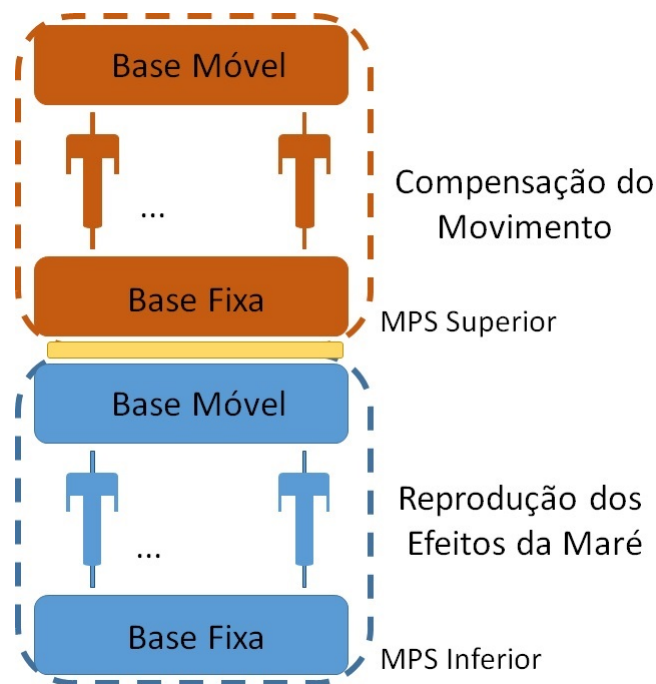 Base Móvel
...
Compensação do
Movimento
Base Fixa
MPS Superior
Base Móvel
...
Reprodução dos
Efeitos da Maré
Base Fixa
MPS Inferior